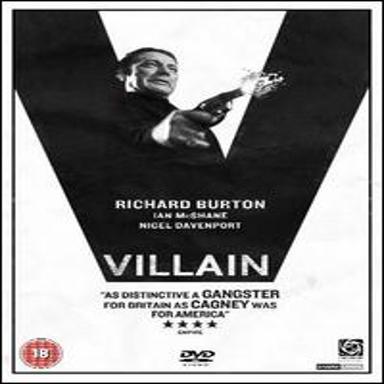 RICHARD BURTON
IAN McSHANE
NIGEL DAVENPORT
VILLAIN
"AS DISTINCTIVE A GANGSTER
FOR BRITAIN AS CAGNEY WAS
FOR AMERICA"
★★★★
EMPIRE
18
DVD
VIDEO